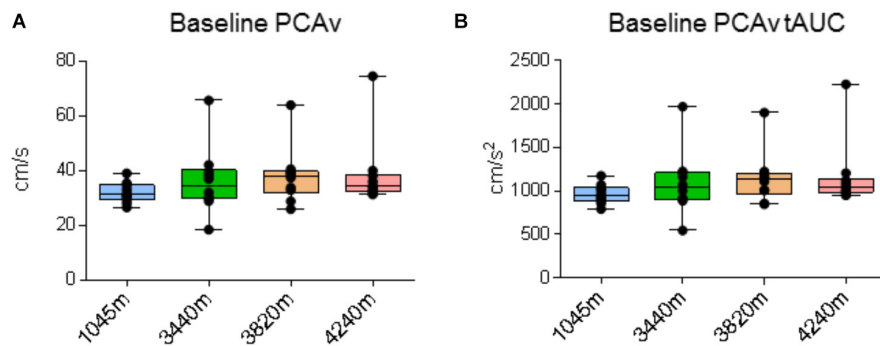 A
Baseline PCAv
80
60
40
20
0
cm/s
1045m
3440m
3820m
4240m
B
Baseline PCAv tAUC
2500
2000
1500
1000
500
0
cm/s²
1045m
3440m
3820m
4240m